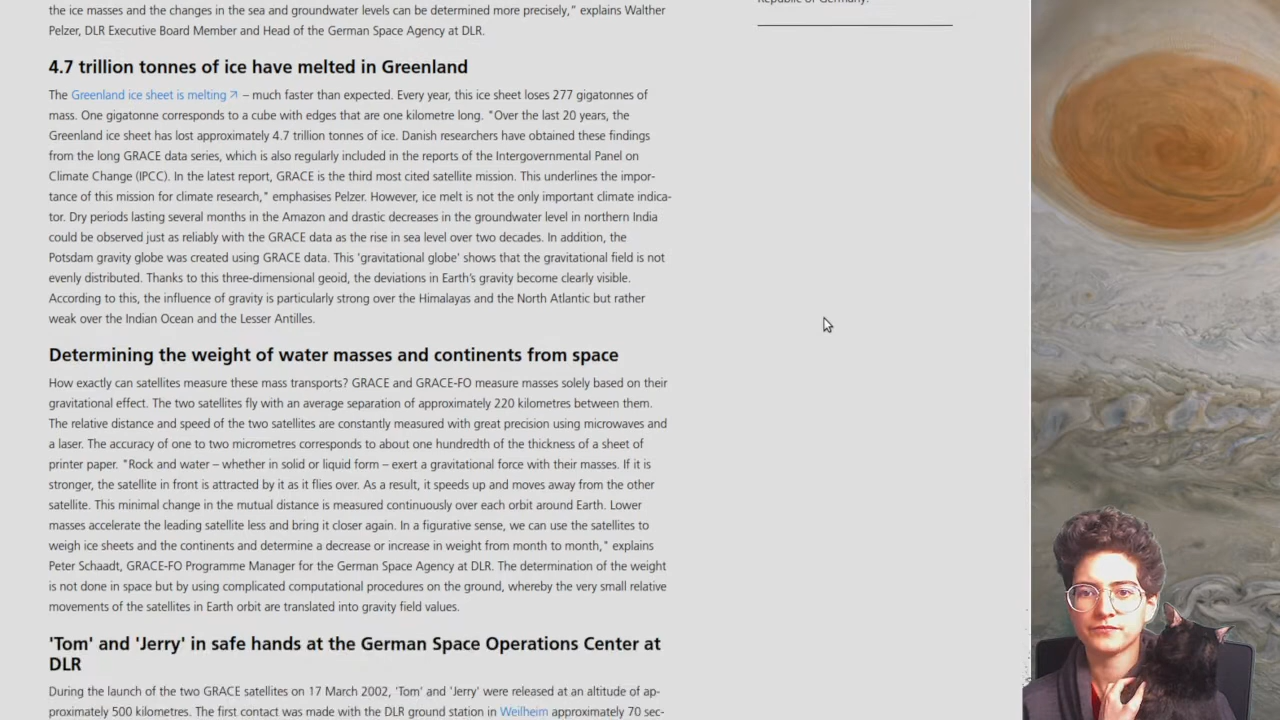 the ice masses and the changes in the sea and groundwater levels can be determined more precisely,” explains Walther
Pelzer, DLR Executive Board Member and Head of the German Space Agency at DLR.
Republic of Germany.
4.7 trillion tonnes of ice have melted in Greenland
The Greenland ice sheet is melting – much faster than expected. Every year, this ice sheet loses 277 gigatonnes of
mass. One gigatonne corresponds to a cube with edges that are one kilometre long. "Over the last 20 years, the
Greenland ice sheet has lost approximately 4.7 trillion tonnes of ice. Danish researchers have obtained these findings
from the long GRACE data series, which is also regularly included in the reports of the Intergovernmental Panel on
Climate Change (IPCC). In the latest report, GRACE is the third most cited satellite mission. This underlines the impor-
tance of this mission for climate research," emphasises Pelzer. However, ice melt is not the only important climate indica-
tor. Dry periods lasting several months in the Amazon and drastic decreases in the groundwater level in northern India
could be observed just as reliably with the GRACE data as the rise in sea level over two decades. In addition, the
Potsdam gravity globe was created using GRACE data. This 'gravitational globe' shows that the gravitational field is not
evenly distributed. Thanks to this three-dimensional geoid, the deviations in Earth’s gravity become clearly visible.
According to this, the influence of gravity is particularly strong over the Himalayas and the North Atlantic but rather
weak over the Indian Ocean and the Lesser Antilles.
Determining the weight of water masses and continents from space
How exactly can satellites measure these mass transports? GRACE and GRACE-FO measure masses solely based on their
gravitational effect. The two satellites fly with an average separation of approximately 220 kilometres between them.
The relative distance and speed of the two satellites are constantly measured with great precision using microwaves and
a laser. The accuracy of one to two micrometres corresponds to about one hundredth of the thickness of a sheet of
printer paper. "Rock and water – whether in solid or liquid form – exert a gravitational force with their masses. If it is
stronger, the satellite in front is attracted by it as it flies over. As a result, it speeds up and moves away from the other
satellite. This minimal change in the mutual distance is measured continuously over each orbit around Earth. Lower
masses accelerate the leading satellite less and bring it closer again. In a figurative sense, we can use the satellites to
weigh ice sheets and the continents and determine a decrease or increase in weight from month to month," explains
Peter Schaadt, GRACE-FO Programme Manager for the German Space Agency at DLR. The determination of the weight
is not done in space but by using complicated computational procedures on the ground, whereby the very small relative
movements of the satellites in Earth orbit are translated into gravity field values.
'Tom' and 'Jerry' in safe hands at the German Space Operations Center at
DLR
During the launch of the two GRACE satellites on 17 March 2002, 'Tom' and 'Jerry' were released at an altitude of ap-
proximately 500 kilometres. The first contact was made with the DLR ground station in Weilheim approximately 70 sec-